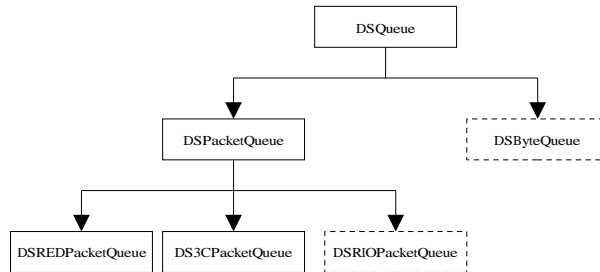 DSQueue
DSPacketQueue
DSByteQueue
DSREDPacketQueue
DS3CPacketQueue
DSRIOPacketQueue